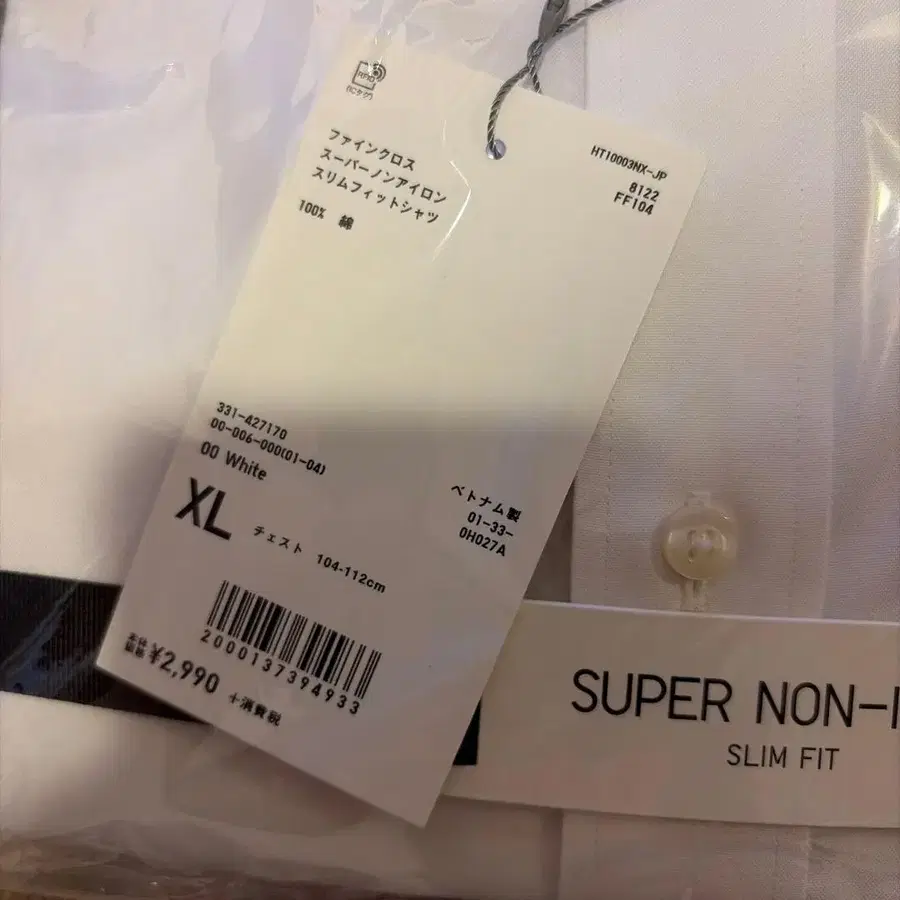 RFID
(ICタグ)
ファインクロス
スーパーノンアイロン
スリムフィットシャツ
100% 綿
HT10003NX-JP
8122
FF104
331-427170
00-006-000(01-04)
00 White
XL チェスト 104-112cm
ベトナム製
01-33-
0H027A
2000137394933
本体価格 ¥2,990 +消費税
SUPER NON-I
SLIM FIT